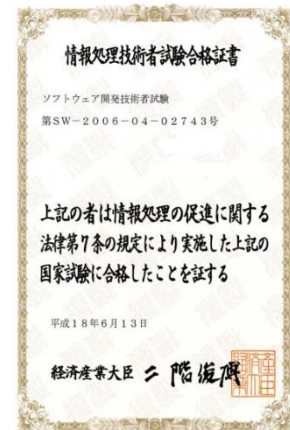 情報処理技術者試験合格証書
ソフトウェア開発技術者試験
第SW－2006－04－02743号
上記の者は情報処理の促進に関する
法律第7条の規定により実施した上記の
国家試験に合格したことを証する
平成18年6月13日
経済産業大臣 二階俊博